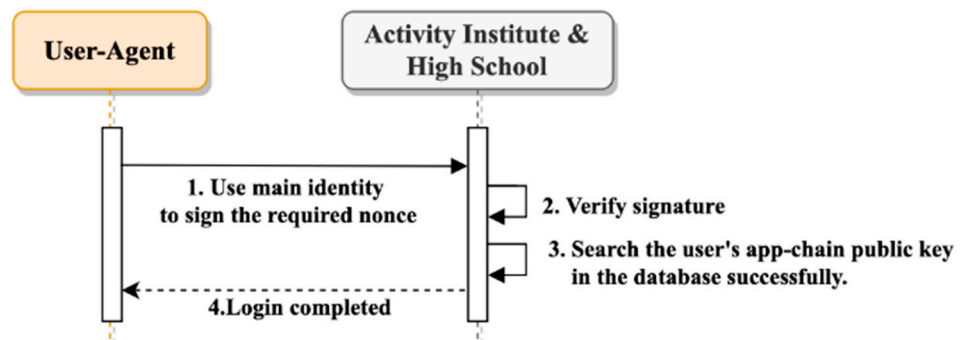 User-Agent
Activity Institute &
High School
1. Use main identity
to sign the required nonce
2. Verify signature
3. Search the user's app-chain public key
in the database successfully.
4.Login completed